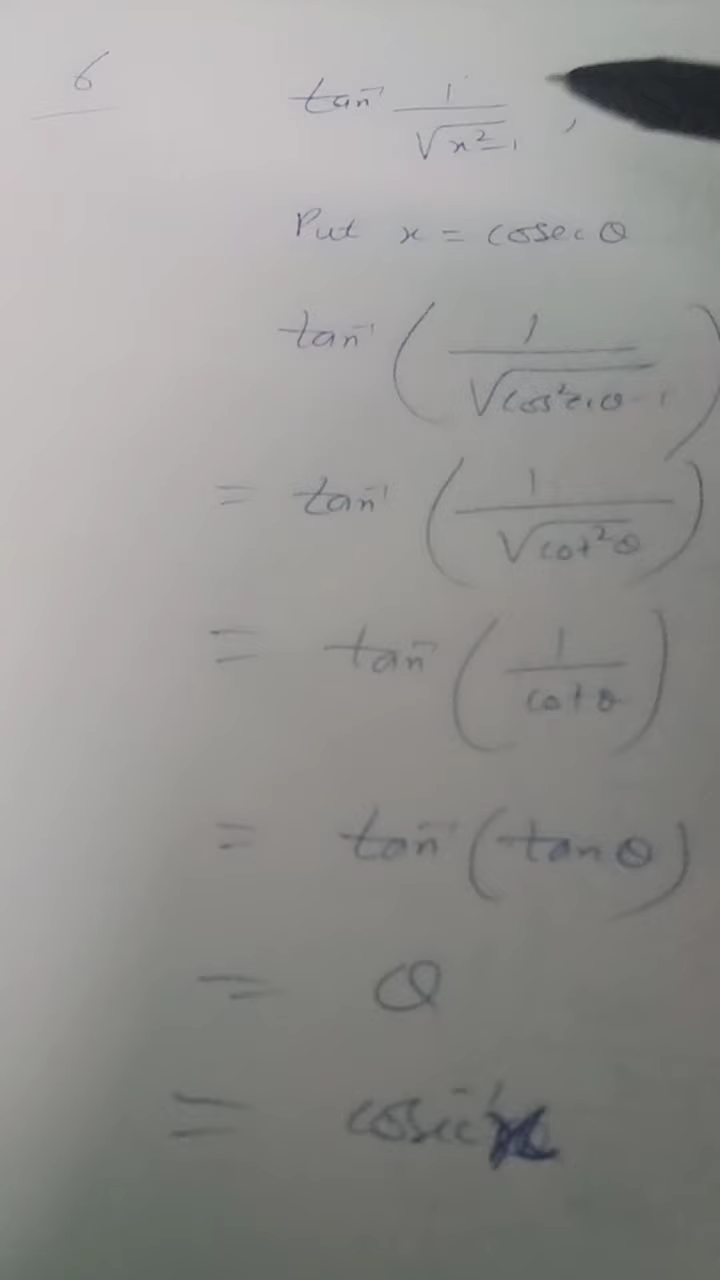 6
tan⁻¹ 1/√x²-1 ,
Put x = cosec θ
tan⁻¹ (1/√cos²ec θ-1)
= tan⁻¹ (1/√cot²θ)
= tan⁻¹ (1/cot θ)
= tan⁻¹ (tan θ)
= θ
= cosec⁻¹x